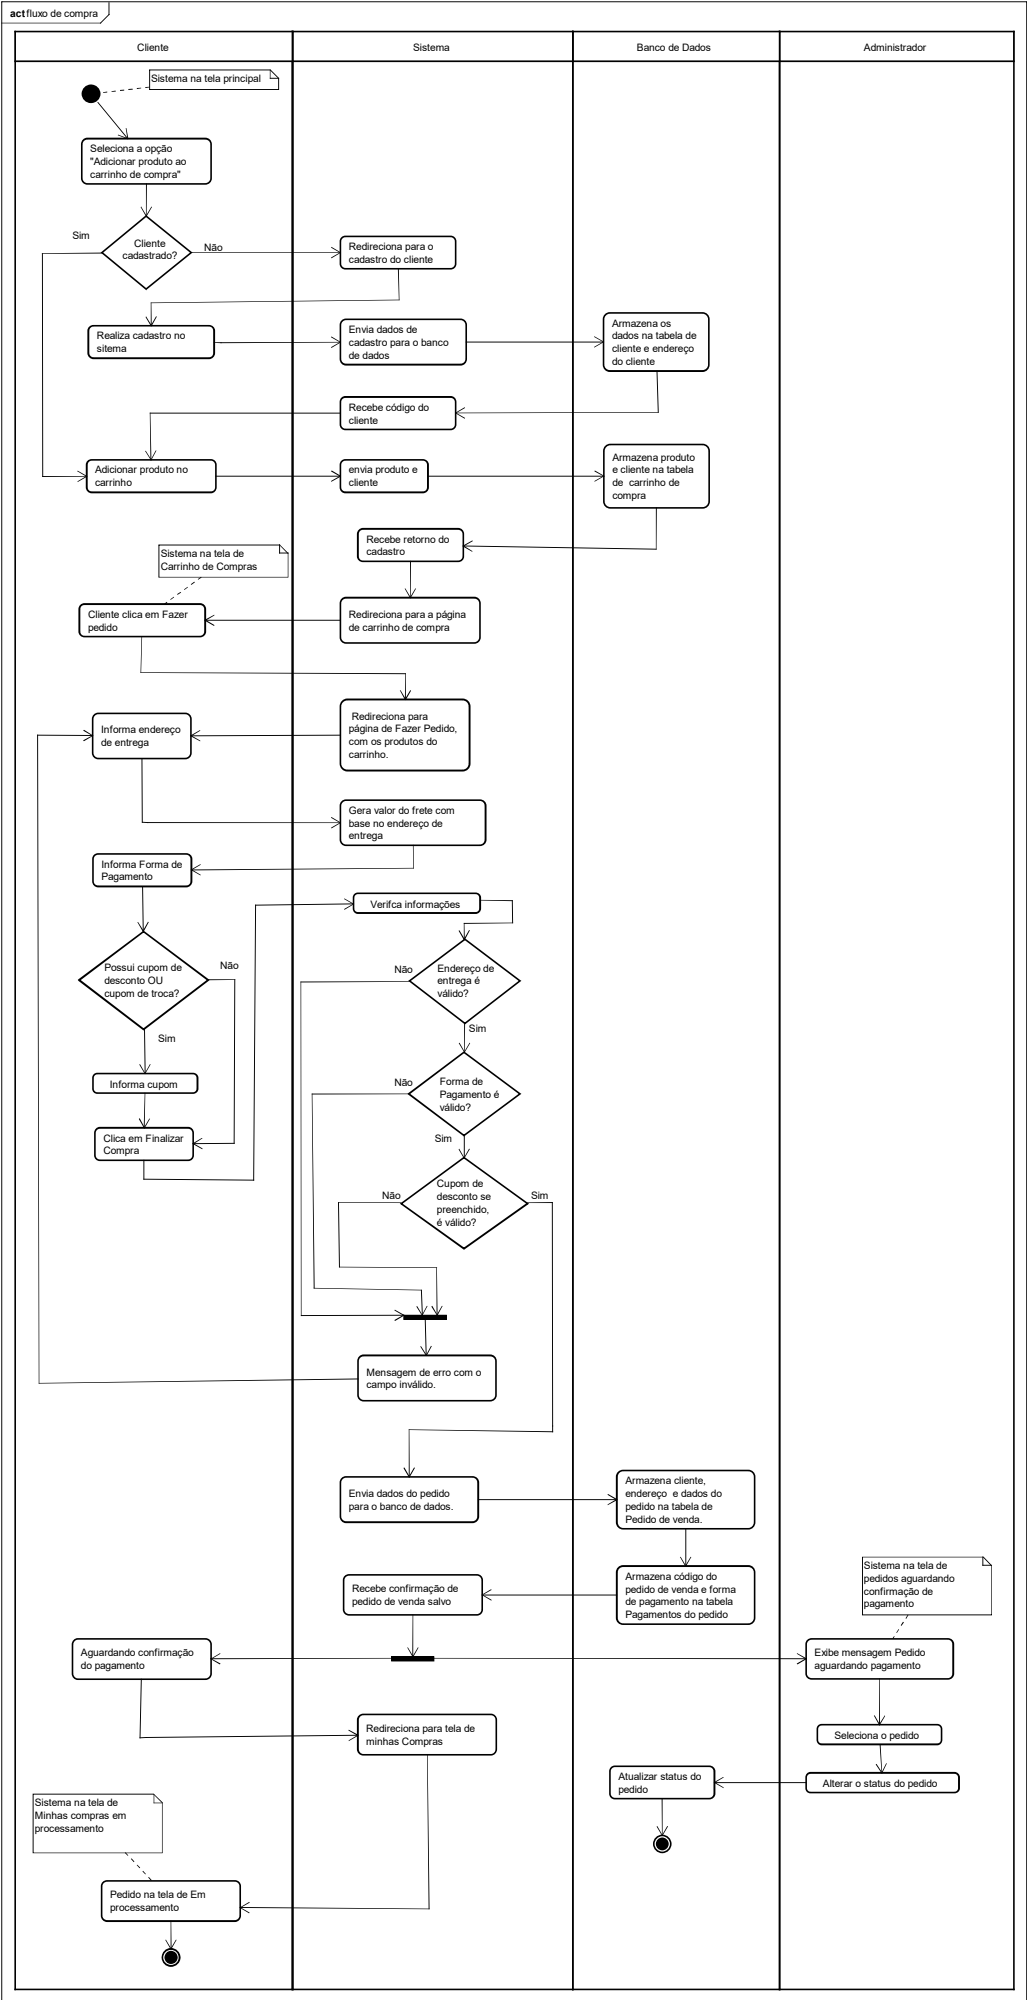 act fluxo de compra
Cliente
Sistema
Banco de Dados
Administrador
Sistema na tela principal
Seleciona a opção
"Adicionar produto ao
carrinho de compra"
Sim
Cliente
cadastrado?
Não
Redireciona para o
cadastro do cliente
Realiza cadastro no
sitema
Envia dados de
cadastro para o banco
de dados
Armazena os
dados na tabela de
cliente e endereço
do cliente
Recebe código do
cliente
Adicionar produto no
carrinho
envia produto e
cliente
Armazena produto
e cliente na tabela
de carrinho de
compra
Recebe retorno do
cadastro
Sistema na tela de
Carrinho de Compras
Cliente clica em Fazer
pedido
Redireciona para a página
de carrinho de compra
Redireciona para
página de Fazer Pedido,
com os produtos do
carrinho.
Informa endereço
de entrega
Gera valor do frete com
base no endereço de
entrega
Informa Forma de
Pagamento
Verifca informações
Possui cupom de
desconto OU
cupom de troca?
Não
Não
Endereço de
entrega é
válido?
Sim
Sim
Informa cupom
Não
Forma de
Pagamento é
válido?
Clica em Finalizar
Compra
Sim
Não
Cupom de
desconto se
preenchido,
é válido?
Sim
Mensagem de erro com o
campo inválido.
Envia dados do pedido
para o banco de dados.
Armazena cliente,
endereço e dados do
pedido na tabela de
Pedido de venda.
Armazena código do
pedido de venda e forma
de pagamento na tabela
Pagamentos do pedido
Recebe confirmação de
pedido de venda salvo
Sistema na tela de
pedidos aguardando
confirmação de
pagamento
Aguardando confirmação
do pagamento
Exibe mensagem Pedido
aguardando pagamento
Redireciona para tela de
minhas Compras
Seleciona o pedido
Atualizar status do
pedido
Alterar o status do pedido
Sistema na tela de
Minhas compras em
processamento
Pedido na tela de Em
processamento